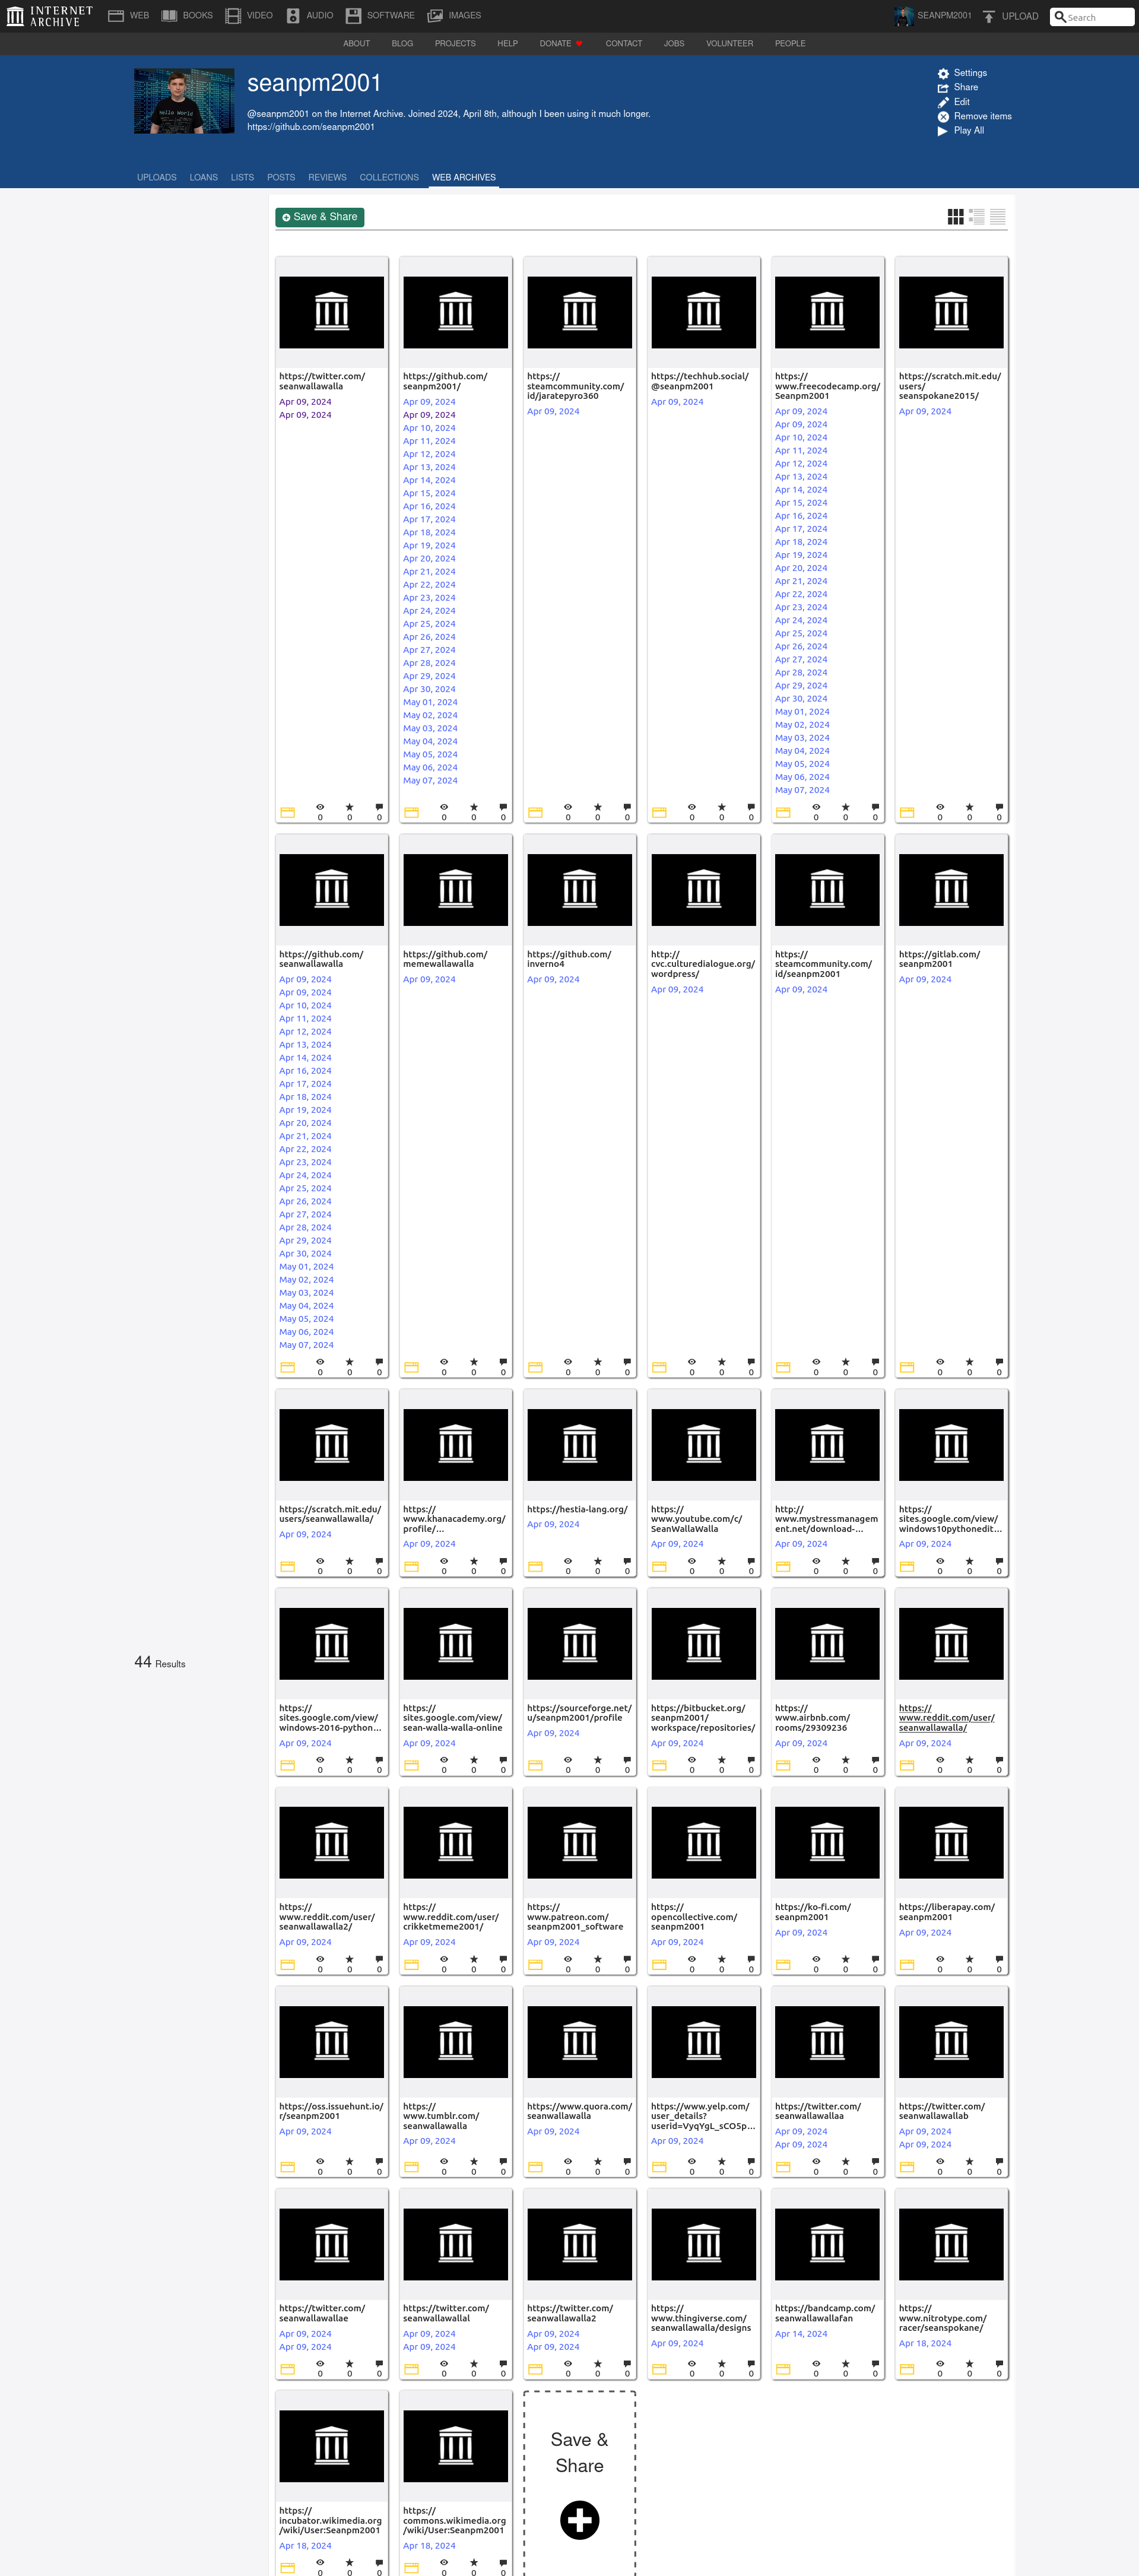 INTERNET ARCHIVE
WEB
BOOKS
VIDEO
AUDIO
SOFTWARE
IMAGES
SEANPM2001
UPLOAD
Search
ABOUT
BLOG
PROJECTS
HELP
DONATE
CONTACT
JOBS
VOLUNTEER
PEOPLE
Hello World
seanpm2001
@seanpm2001 on the Internet Archive. Joined 2024, April 8th, although I been using it much longer.
https://github.com/seanpm2001
Settings
Share
Edit
Remove items
Play All
UPLOADS
LOANS
LISTS
POSTS
REVIEWS
COLLECTIONS
WEB ARCHIVES
44 Results
Save & Share
https://twitter.com/
seanwallawalla
Apr 09, 2024
Apr 09, 2024
0 0 0
https://github.com/
seanpm2001/
Apr 09, 2024
Apr 09, 2024
Apr 10, 2024
Apr 11, 2024
Apr 12, 2024
Apr 13, 2024
Apr 14, 2024
Apr 15, 2024
Apr 16, 2024
Apr 17, 2024
Apr 18, 2024
Apr 19, 2024
Apr 20, 2024
Apr 21, 2024
Apr 22, 2024
Apr 23, 2024
Apr 24, 2024
Apr 25, 2024
Apr 26, 2024
Apr 27, 2024
Apr 28, 2024
Apr 29, 2024
Apr 30, 2024
May 01, 2024
May 02, 2024
May 03, 2024
May 04, 2024
May 05, 2024
May 06, 2024
May 07, 2024
0 0 0
https://
steamcommunity.com/
id/jaratepyro360
Apr 09, 2024
0 0 0
https://techhub.social/
@seanpm2001
Apr 09, 2024
0 0 0
https://
www.freecodecamp.org/
Seanpm2001
Apr 09, 2024
Apr 09, 2024
Apr 10, 2024
Apr 11, 2024
Apr 12, 2024
Apr 13, 2024
Apr 14, 2024
Apr 15, 2024
Apr 16, 2024
Apr 17, 2024
Apr 18, 2024
Apr 19, 2024
Apr 20, 2024
Apr 21, 2024
Apr 22, 2024
Apr 23, 2024
Apr 24, 2024
Apr 25, 2024
Apr 26, 2024
Apr 27, 2024
Apr 28, 2024
Apr 29, 2024
Apr 30, 2024
May 01, 2024
May 02, 2024
May 03, 2024
May 04, 2024
May 05, 2024
May 06, 2024
May 07, 2024
0 0 0
https://scratch.mit.edu/
users/
seanspokane2015/
Apr 09, 2024
0 0 0
https://github.com/
seanwallawalla
Apr 09, 2024
Apr 09, 2024
Apr 10, 2024
Apr 11, 2024
Apr 12, 2024
Apr 13, 2024
Apr 14, 2024
Apr 16, 2024
Apr 17, 2024
Apr 18, 2024
Apr 19, 2024
Apr 20, 2024
Apr 21, 2024
Apr 22, 2024
Apr 23, 2024
Apr 24, 2024
Apr 25, 2024
Apr 26, 2024
Apr 27, 2024
Apr 28, 2024
Apr 29, 2024
Apr 30, 2024
May 01, 2024
May 02, 2024
May 03, 2024
May 04, 2024
May 05, 2024
May 06, 2024
May 07, 2024
0 0 0
https://github.com/
memewallawalla
Apr 09, 2024
0 0 0
https://github.com/
inverno4
Apr 09, 2024
0 0 0
http://
cvc.culturedialogue.org/
wordpress/
Apr 09, 2024
0 0 0
https://
steamcommunity.com/
id/seanpm2001
Apr 09, 2024
0 0 0
https://gitlab.com/
seanpm2001
Apr 09, 2024
0 0 0
https://scratch.mit.edu/
users/seanwallawalla/
Apr 09, 2024
0 0 0
https://
www.khanacademy.org/
profile/…
Apr 09, 2024
0 0 0
https://hestia-lang.org/
Apr 09, 2024
0 0 0
https://
www.youtube.com/c/
SeanWallaWalla
Apr 09, 2024
0 0 0
http://
www.mystressmanagem
ent.net/download-…
Apr 09, 2024
0 0 0
https://
sites.google.com/view/
windows10pythonedit…
Apr 09, 2024
0 0 0
https://
sites.google.com/view/
windows-2016-python…
Apr 09, 2024
0 0 0
https://
sites.google.com/view/
sean-walla-walla-online
Apr 09, 2024
0 0 0
https://sourceforge.net/
u/seanpm2001/profile
Apr 09, 2024
0 0 0
https://bitbucket.org/
seanpm2001/
workspace/repositories/
Apr 09, 2024
0 0 0
https://
www.airbnb.com/
rooms/29309236
Apr 09, 2024
0 0 0
https://
www.reddit.com/user/
seanwallawalla/
Apr 09, 2024
0 0 0
https://
www.reddit.com/user/
seanwallawalla2/
Apr 09, 2024
0 0 0
https://
www.reddit.com/user/
crikketmeme2001/
Apr 09, 2024
0 0 0
https://
www.patreon.com/
seanpm2001_software
Apr 09, 2024
0 0 0
https://
opencollective.com/
seanpm2001
Apr 09, 2024
0 0 0
https://ko-fi.com/
seanpm2001
Apr 09, 2024
0 0 0
https://liberapay.com/
seanpm2001
Apr 09, 2024
0 0 0
https://oss.issuehunt.io/
r/seanpm2001
Apr 09, 2024
0 0 0
https://
www.tumblr.com/
seanwallawalla
Apr 09, 2024
0 0 0
https://www.quora.com/
seanwallawalla
Apr 09, 2024
0 0 0
https://www.yelp.com/
user_details?
userid=VyqYgL_sCO5p…
Apr 09, 2024
0 0 0
https://twitter.com/
seanwallawallaa
Apr 09, 2024
Apr 09, 2024
0 0 0
https://twitter.com/
seanwallawallab
Apr 09, 2024
Apr 09, 2024
0 0 0
https://twitter.com/
seanwallawallae
Apr 09, 2024
Apr 09, 2024
0 0 0
https://twitter.com/
seanwallawallal
Apr 09, 2024
Apr 09, 2024
0 0 0
https://twitter.com/
seanwallawalla2
Apr 09, 2024
Apr 09, 2024
0 0 0
https://
www.thingiverse.com/
seanwallawalla/designs
Apr 09, 2024
0 0 0
https://bandcamp.com/
seanwallawallafan
Apr 14, 2024
0 0 0
https://
www.nitrotype.com/
racer/seanspokane/
Apr 18, 2024
0 0 0
https://
incubator.wikimedia.org
/wiki/User:Seanpm2001
Apr 18, 2024
0 0 0
https://
commons.wikimedia.org
/wiki/User:Seanpm2001
Apr 18, 2024
0 0 0
Save &
Share